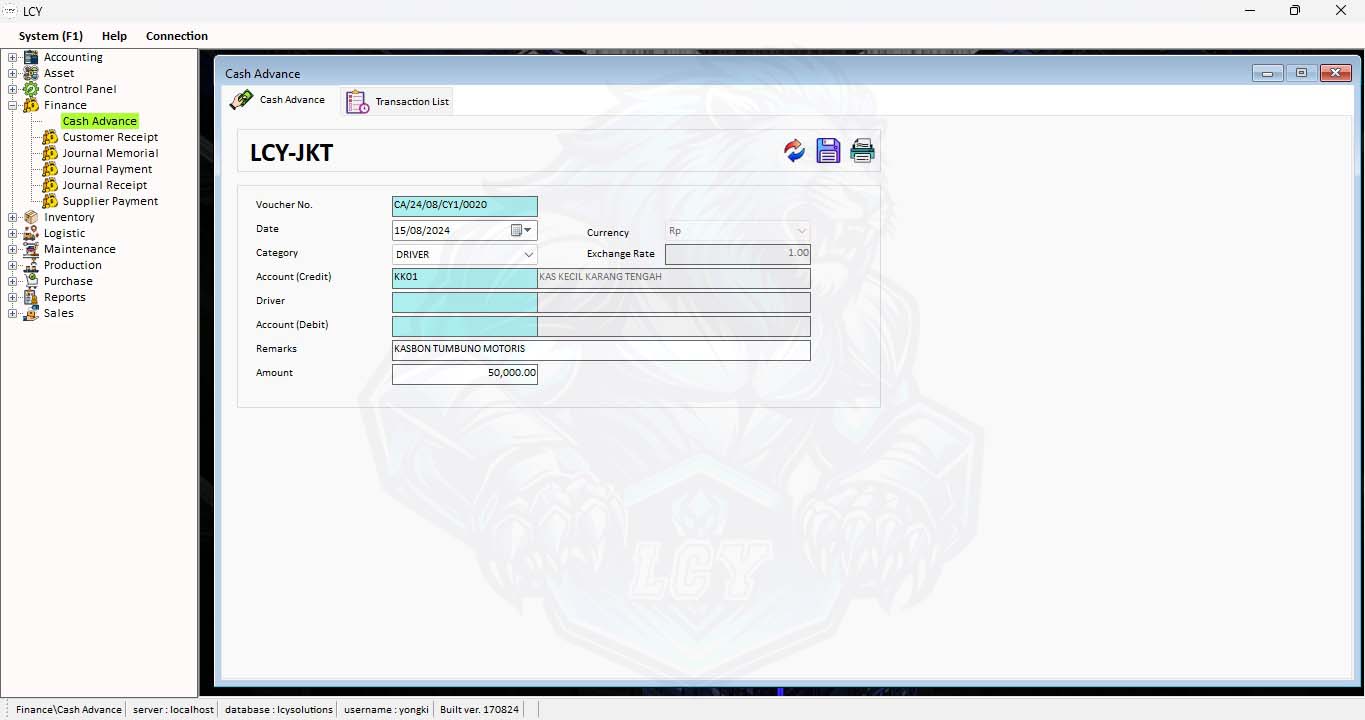 LCY
System (F1) Help Connection
Accounting
Asset
Control Panel
Finance
Cash Advance
Customer Receipt
Journal Memorial
Journal Payment
Journal Receipt
Supplier Payment
Inventory
Logistic
Maintenance
Production
Purchase
Reports
Sales
Cash Advance
Cash Advance Transaction List
LCY-JKT
Voucher No. CA/24/08/CY1/0020
Date 15/08/2024 Currency Rp
Category DRIVER Exchange Rate 1.00
Account (Credit) KK01 KAS KECIL KARANG TENGAH
Driver
Account (Debit)
Remarks KASBON TUMBUNO MOTORIS
Amount 50,000.00
LCY
Finance\Cash Advance server : localhost database : lcysolutions username : yongki Built ver. 170824